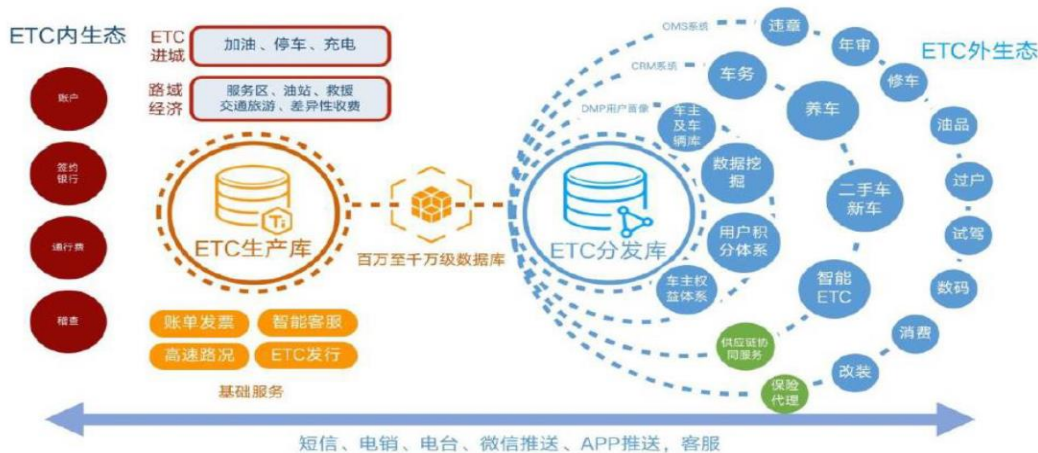 ETC内生态
账户
签约
银行
通行费
稽查
ETC
进城
加油、停车、充电
路域
经济
服务区、油站、救援
交通旅游、差异性收费
Ti
ETC生产库
账单发票
智能客服
高速路况
ETC发行
基础服务
百万至千万级数据库
ETC分发库
OMS系统
CRM系统
DMP用户画像
车主
及车
辆库
数据挖
掘
用户积
分体系
车主权
益体系
车务
养车
二手车
新车
智能
ETC
供应链协
同服务
违章
年审
修车
油品
过户
试驾
数码
消费
改装
保险
代理
ETC外生态
短信、电销、电台、微信推送、APP推送，客服